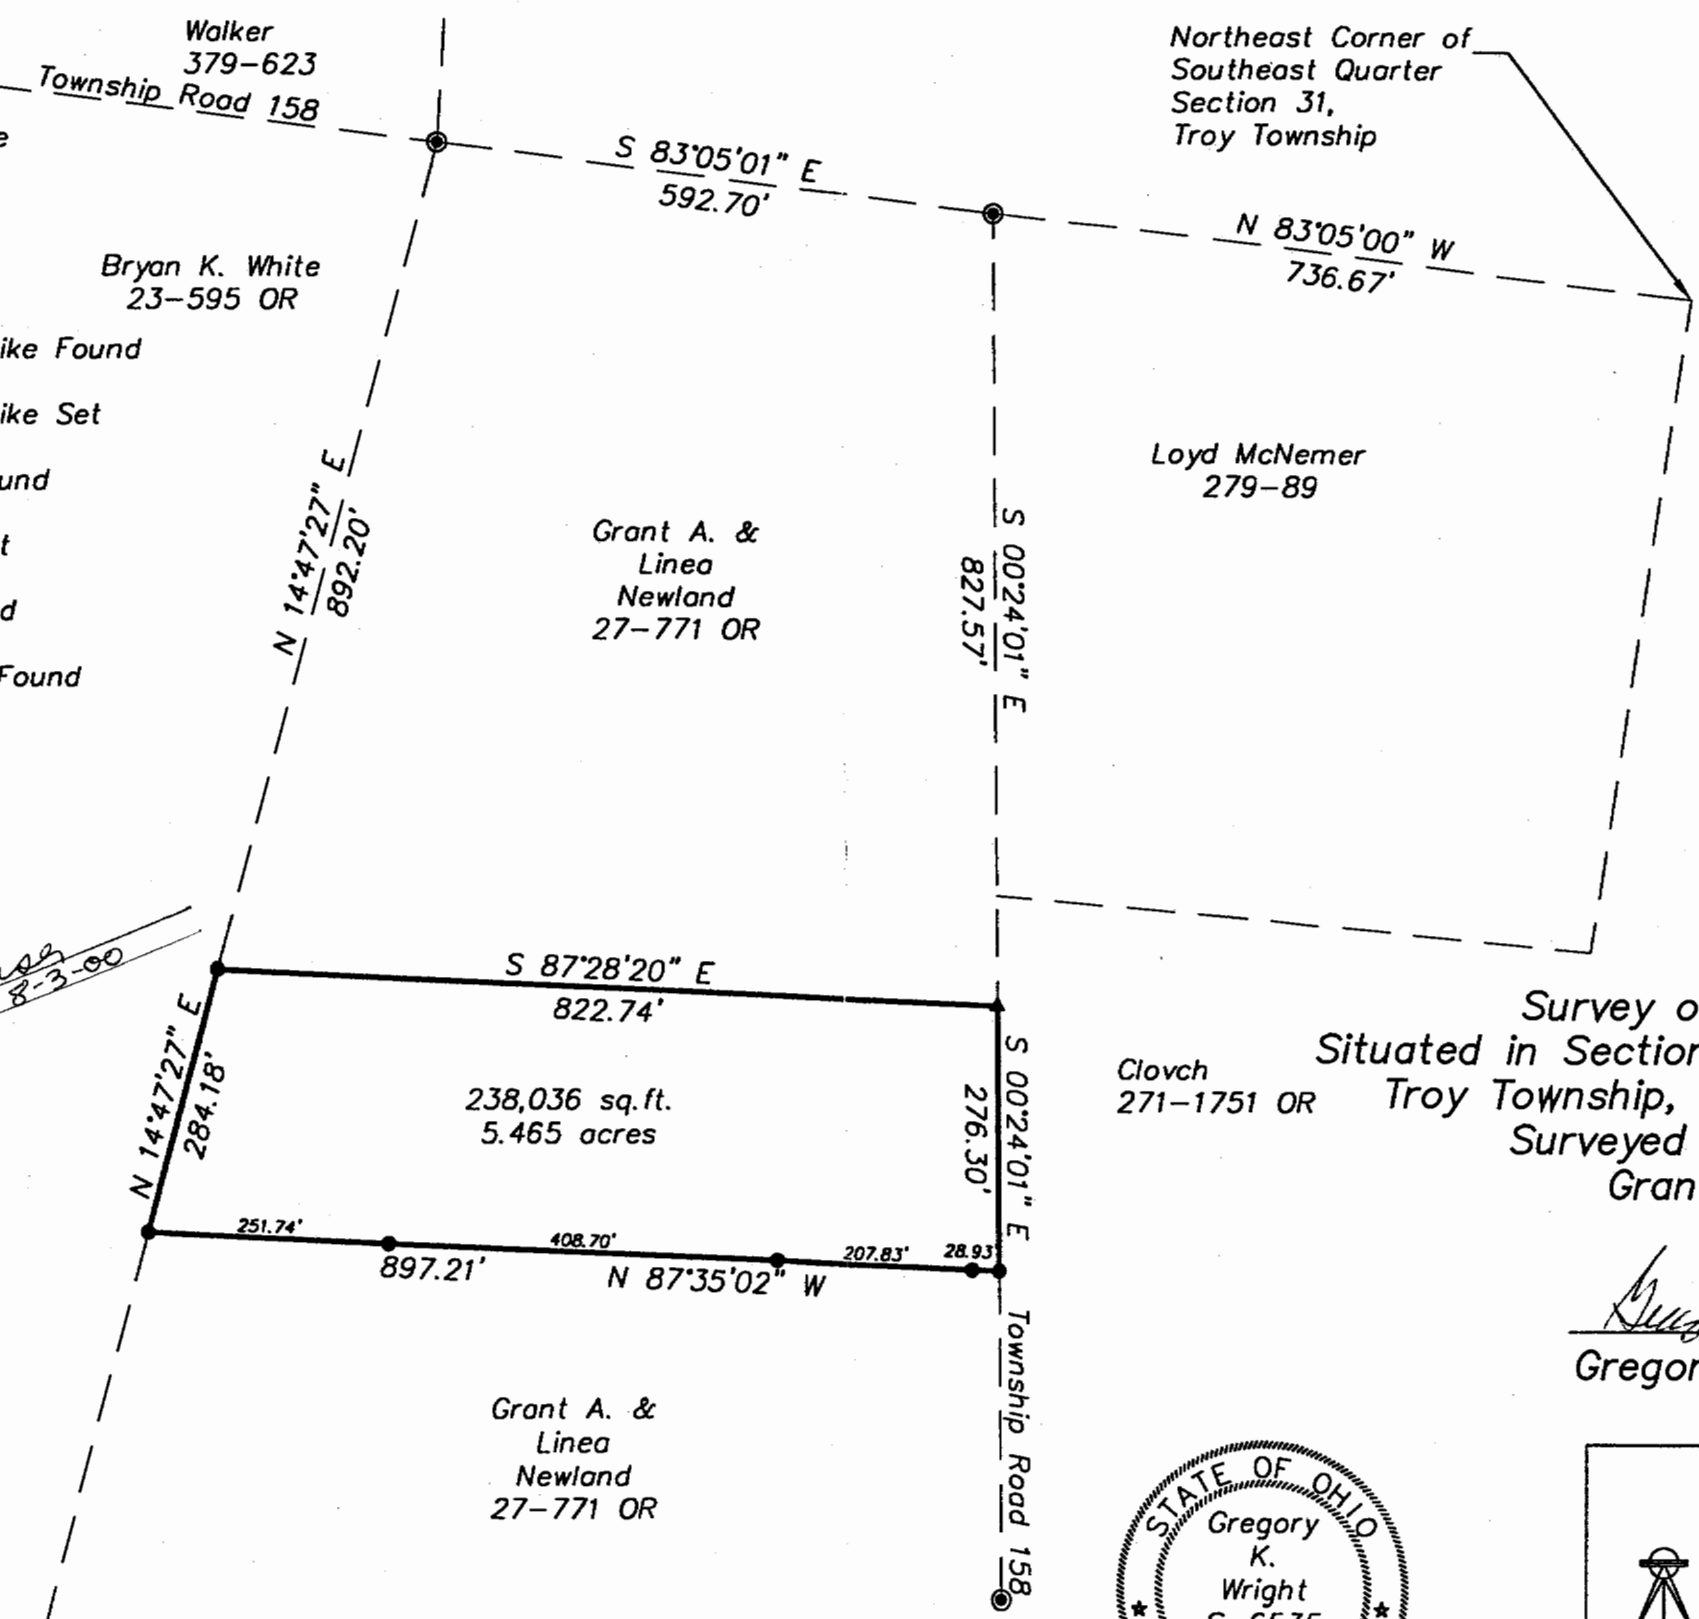 Walker
379-623
Township Road 158
Northeast Corner of
Southeast Quarter
Section 31,
Troy Township
S 83°05'01" E
592.70'
N 83°05'00" W
736.67'
Bryan K. White
23-595 OR
ike Found
ike Set
und
t
d
Found
N 14°47'27" E
892.20'
Grant A. &
Linea
Newland
27-771 OR
S 00°24'01" E
827.57'
Loyd McNemer
279-89
8-3-00
S 87°28'20" E
822.74'
N 14°47'27" E
284.18'
238,036 sq.ft.
5.465 acres
S 00°24'01" E
276.30'
Clovch
271-1751 OR
Survey o
Situated in Section
Troy Township,
Surveyed
Gran
251.74'
408.70'
207.83'
28.93'
897.21'
N 87°35'02" W
Township Road 158
Grant A. &
Linea
Newland
27-771 OR
Gregor
STATE OF OHIO
Gregory
K.
Wright